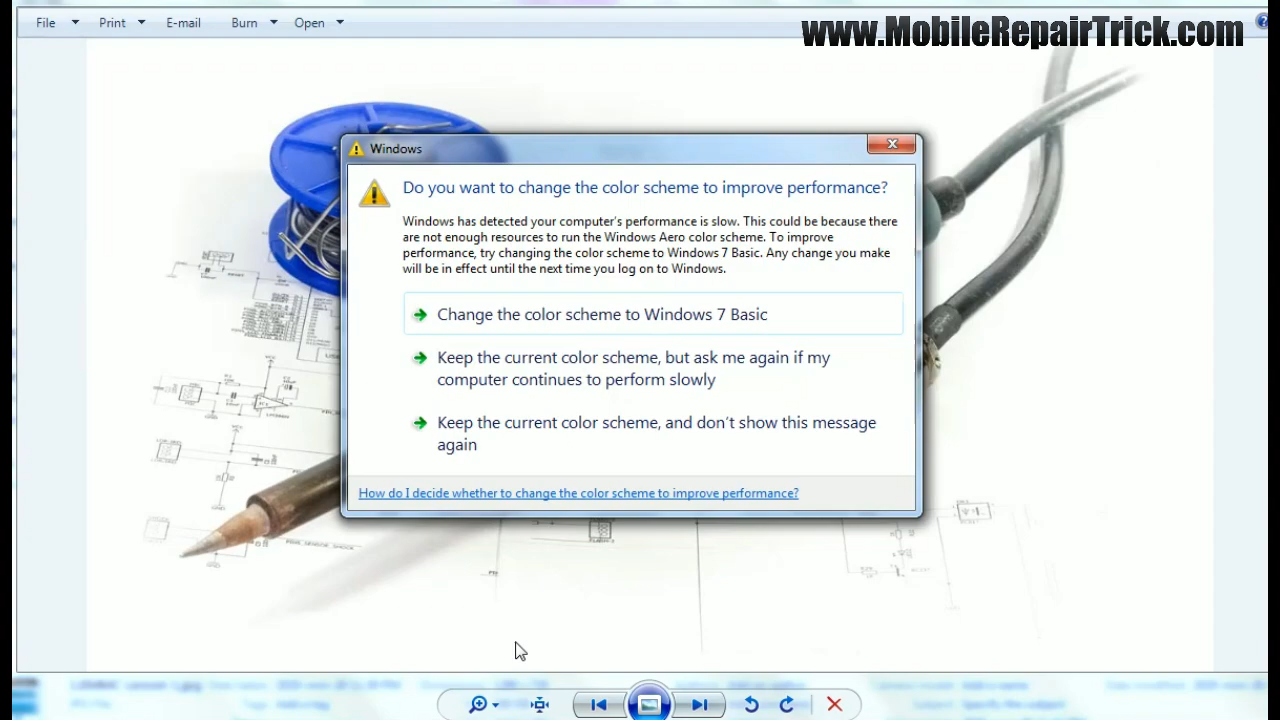 File Print E-mail Burn Open
www.MobileRepairTrick.com
Windows
Do you want to change the color scheme to improve performance?
Windows has detected your computer's performance is slow. This could be because there
are not enough resources to run the Windows Aero color scheme. To improve
performance, try changing the color scheme to Windows 7 Basic. Any change you make
will be in effect until the next time you log on to Windows.
Change the color scheme to Windows 7 Basic
Keep the current color scheme, but ask me again if my
computer continues to perform slowly
Keep the current color scheme, and don't show this message
again
How do I decide whether to change the color scheme to improve performance?